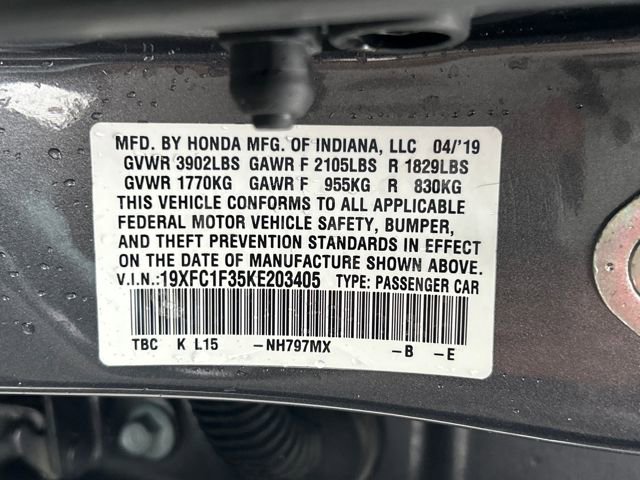 MFD. BY HONDA MFG. OF INDIANA, LLC 04/'19
GVWR 3902LBS GAWR F 2105LBS R 1829LBS
GVWR 1770KG GAWR F 955KG R 830KG
THIS VEHICLE CONFORMS TO ALL APPLICABLE
FEDERAL MOTOR VEHICLE SAFETY, BUMPER,
AND THEFT PREVENTION STANDARDS IN EFFECT
ON THE DATE OF MANUFACTURE SHOWN ABOVE.
V.I.N.:19XFC1F35KE203405 TYPE: PASSENGER CAR
TBC K L15 –NH797MX –B –E